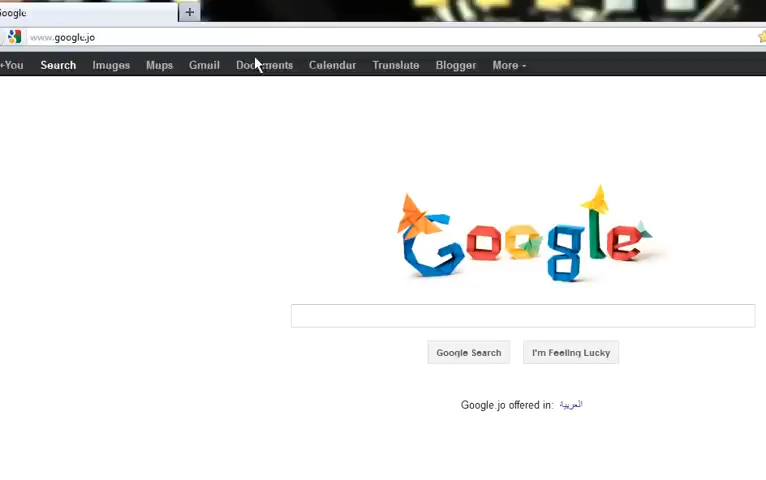 Google
www.google.jo
+You Search Images Maps Gmail Documents Calendar Translate Blogger More
Google
Google Search I'm Feeling Lucky
Google.jo offered in: العربية